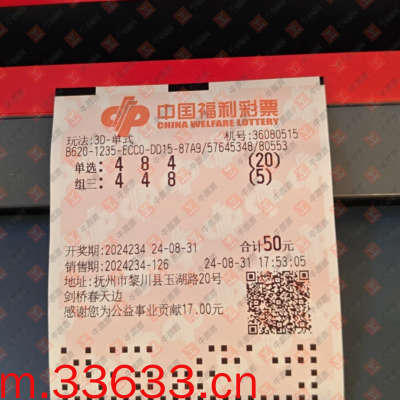 中国福利彩票
CHINA WELFARE LOTTERY
玩法:3D-单式 机号:36080515
8620-1235-ECC0-DD15-87A9/57645348/80553
单选: 4 8 4 (20)
组三: 4 4 8 (5)
开奖期:2024234 24-08-31 合计50元
销售期:2024234-126 24-08-31 17:53:05
地址:抚州市黎川县玉湖路20号
剑桥春天边
感谢您为公益事业贡献17.00元
m.33633.cn